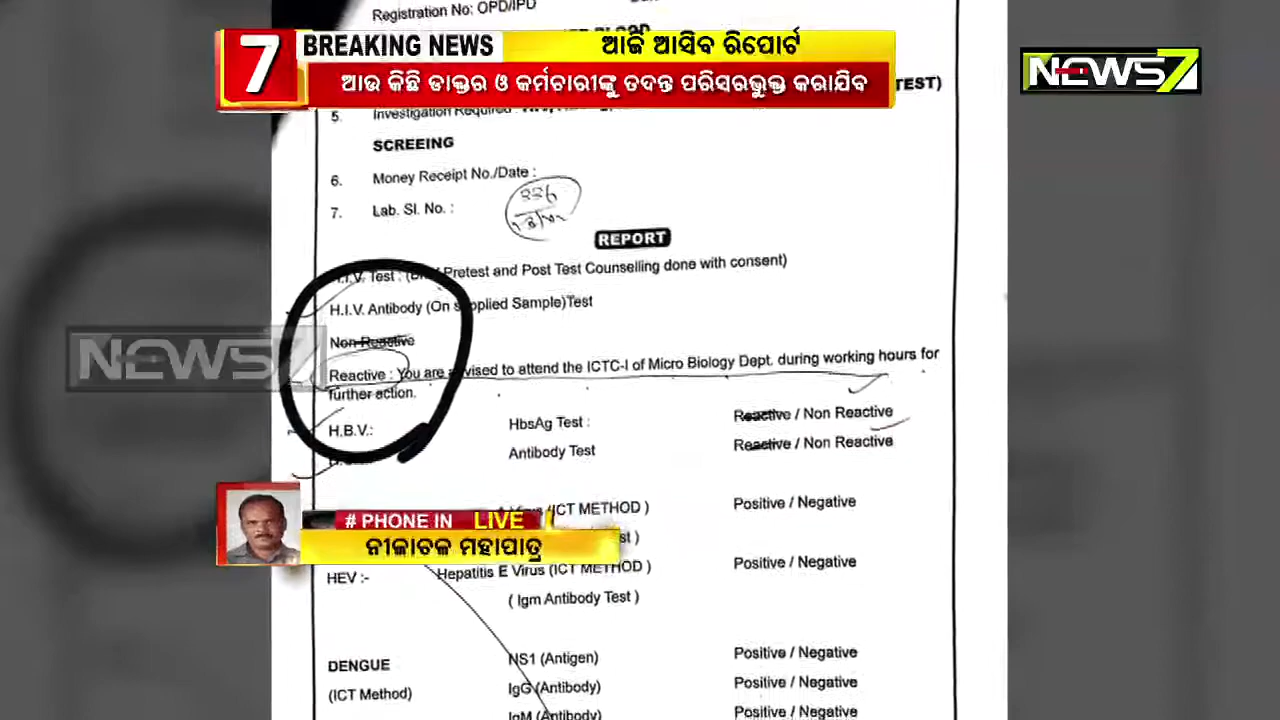 Registration No: OPD/IPD
7
BREAKING NEWS
ଆଜି ଆସିବ ରିପୋର୍ଟ
ଆଉ କିଛି ଡାକ୍ତର ଓ କର୍ମଚାରୀଙ୍କୁ ତଦନ୍ତ ପରିସରଭୁକ୍ତ କରାଯିବ
NEWS7
TEST)
5. Investigation Required :
SCREEING
6. Money Receipt No./Date :
7. Lab. Sl. No. :
REPORT
H.I.V. Test : Pretest and Post Test Counselling done with consent)
H.I.V. Antibody (On supplied Sample)Test
Non Reactive
Reactive : You are advised to attend the ICTC-I of Micro Biology Dept. during working hours for
further action.
NEWS7
H.B.V.: HbsAg Test : Reactive / Non Reactive
Antibody Test Reactive / Non Reactive
(ICT METHOD ) Positive / Negative
# PHONE IN LIVE
ନୀଳାଚଳ ମହାପାତ୍ର
HEV :- Hepatitis E Virus (ICT METHOD ) Positive / Negative
( Igm Antibody Test )
DENGUE NS1 (Antigen) Positive / Negative
(ICT Method) IgG (Antibody) Positive / Negative
IgM (Antibody) Positive / Negative